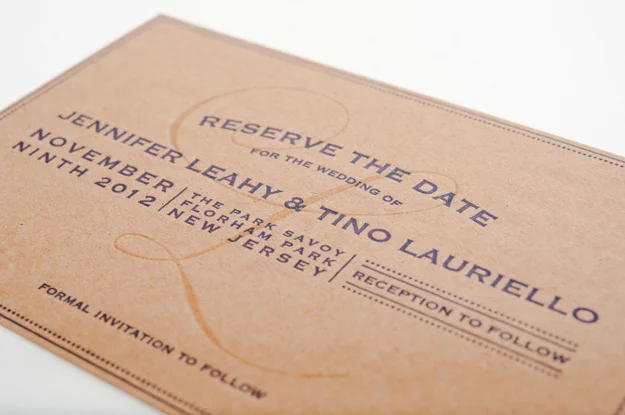 RESERVE THE DATE
FOR THE WEDDING OF
JENNIFER LEAHY & TINO LAURIELLO
NOVEMBER
NINTH 2012
THE PARK SAVOY
FLORHAM PARK
NEW JERSEY
RECEPTION TO FOLLOW
FORMAL INVITATION TO FOLLOW